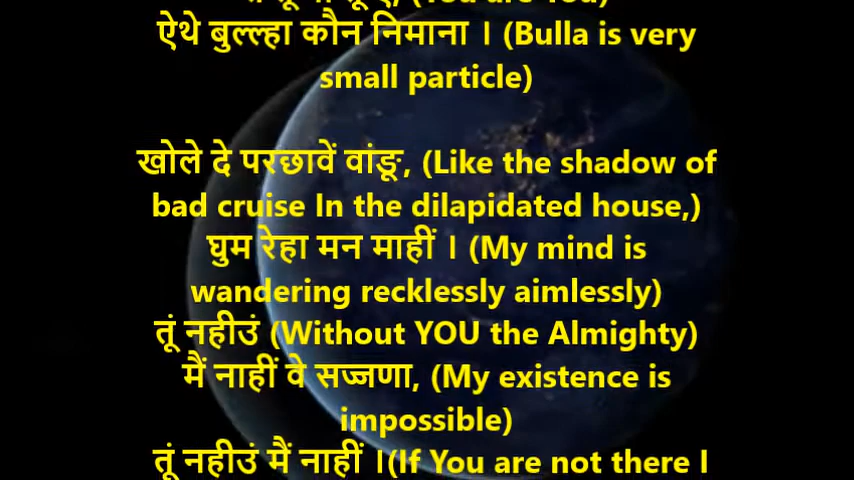 ऐथे बुल्ल्हा कौन निमाना । (Bulla is very
small particle)
खोले दे परछावें वांङू, (Like the shadow of
bad cruise In the dilapidated house,)
घुम रेहा मन माहीं । (My mind is
wandering recklessly aimlessly)
तूं नहीउं (Without YOU the Almighty)
मैं नाहीं वे सज्जणा, (My existence is
impossible)
तूं नहीउं मैं नाहीं ।(If You are not there I